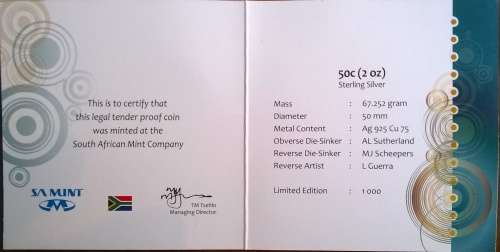 This is to certify that
this legal tender proof coin
was minted at the
South African Mint Company
SA MINT
TM Tsehlo
Managing Director
50c (2 oz)
Sterling Silver
Mass : 67.252 gram
Diameter : 50 mm
Metal Content : Ag 925 Cu 75
Obverse Die-Sinker : AL Sutherland
Reverse Die-Sinker : MJ Scheepers
Reverse Artist : L Guerra
Limited Edition : 1 000